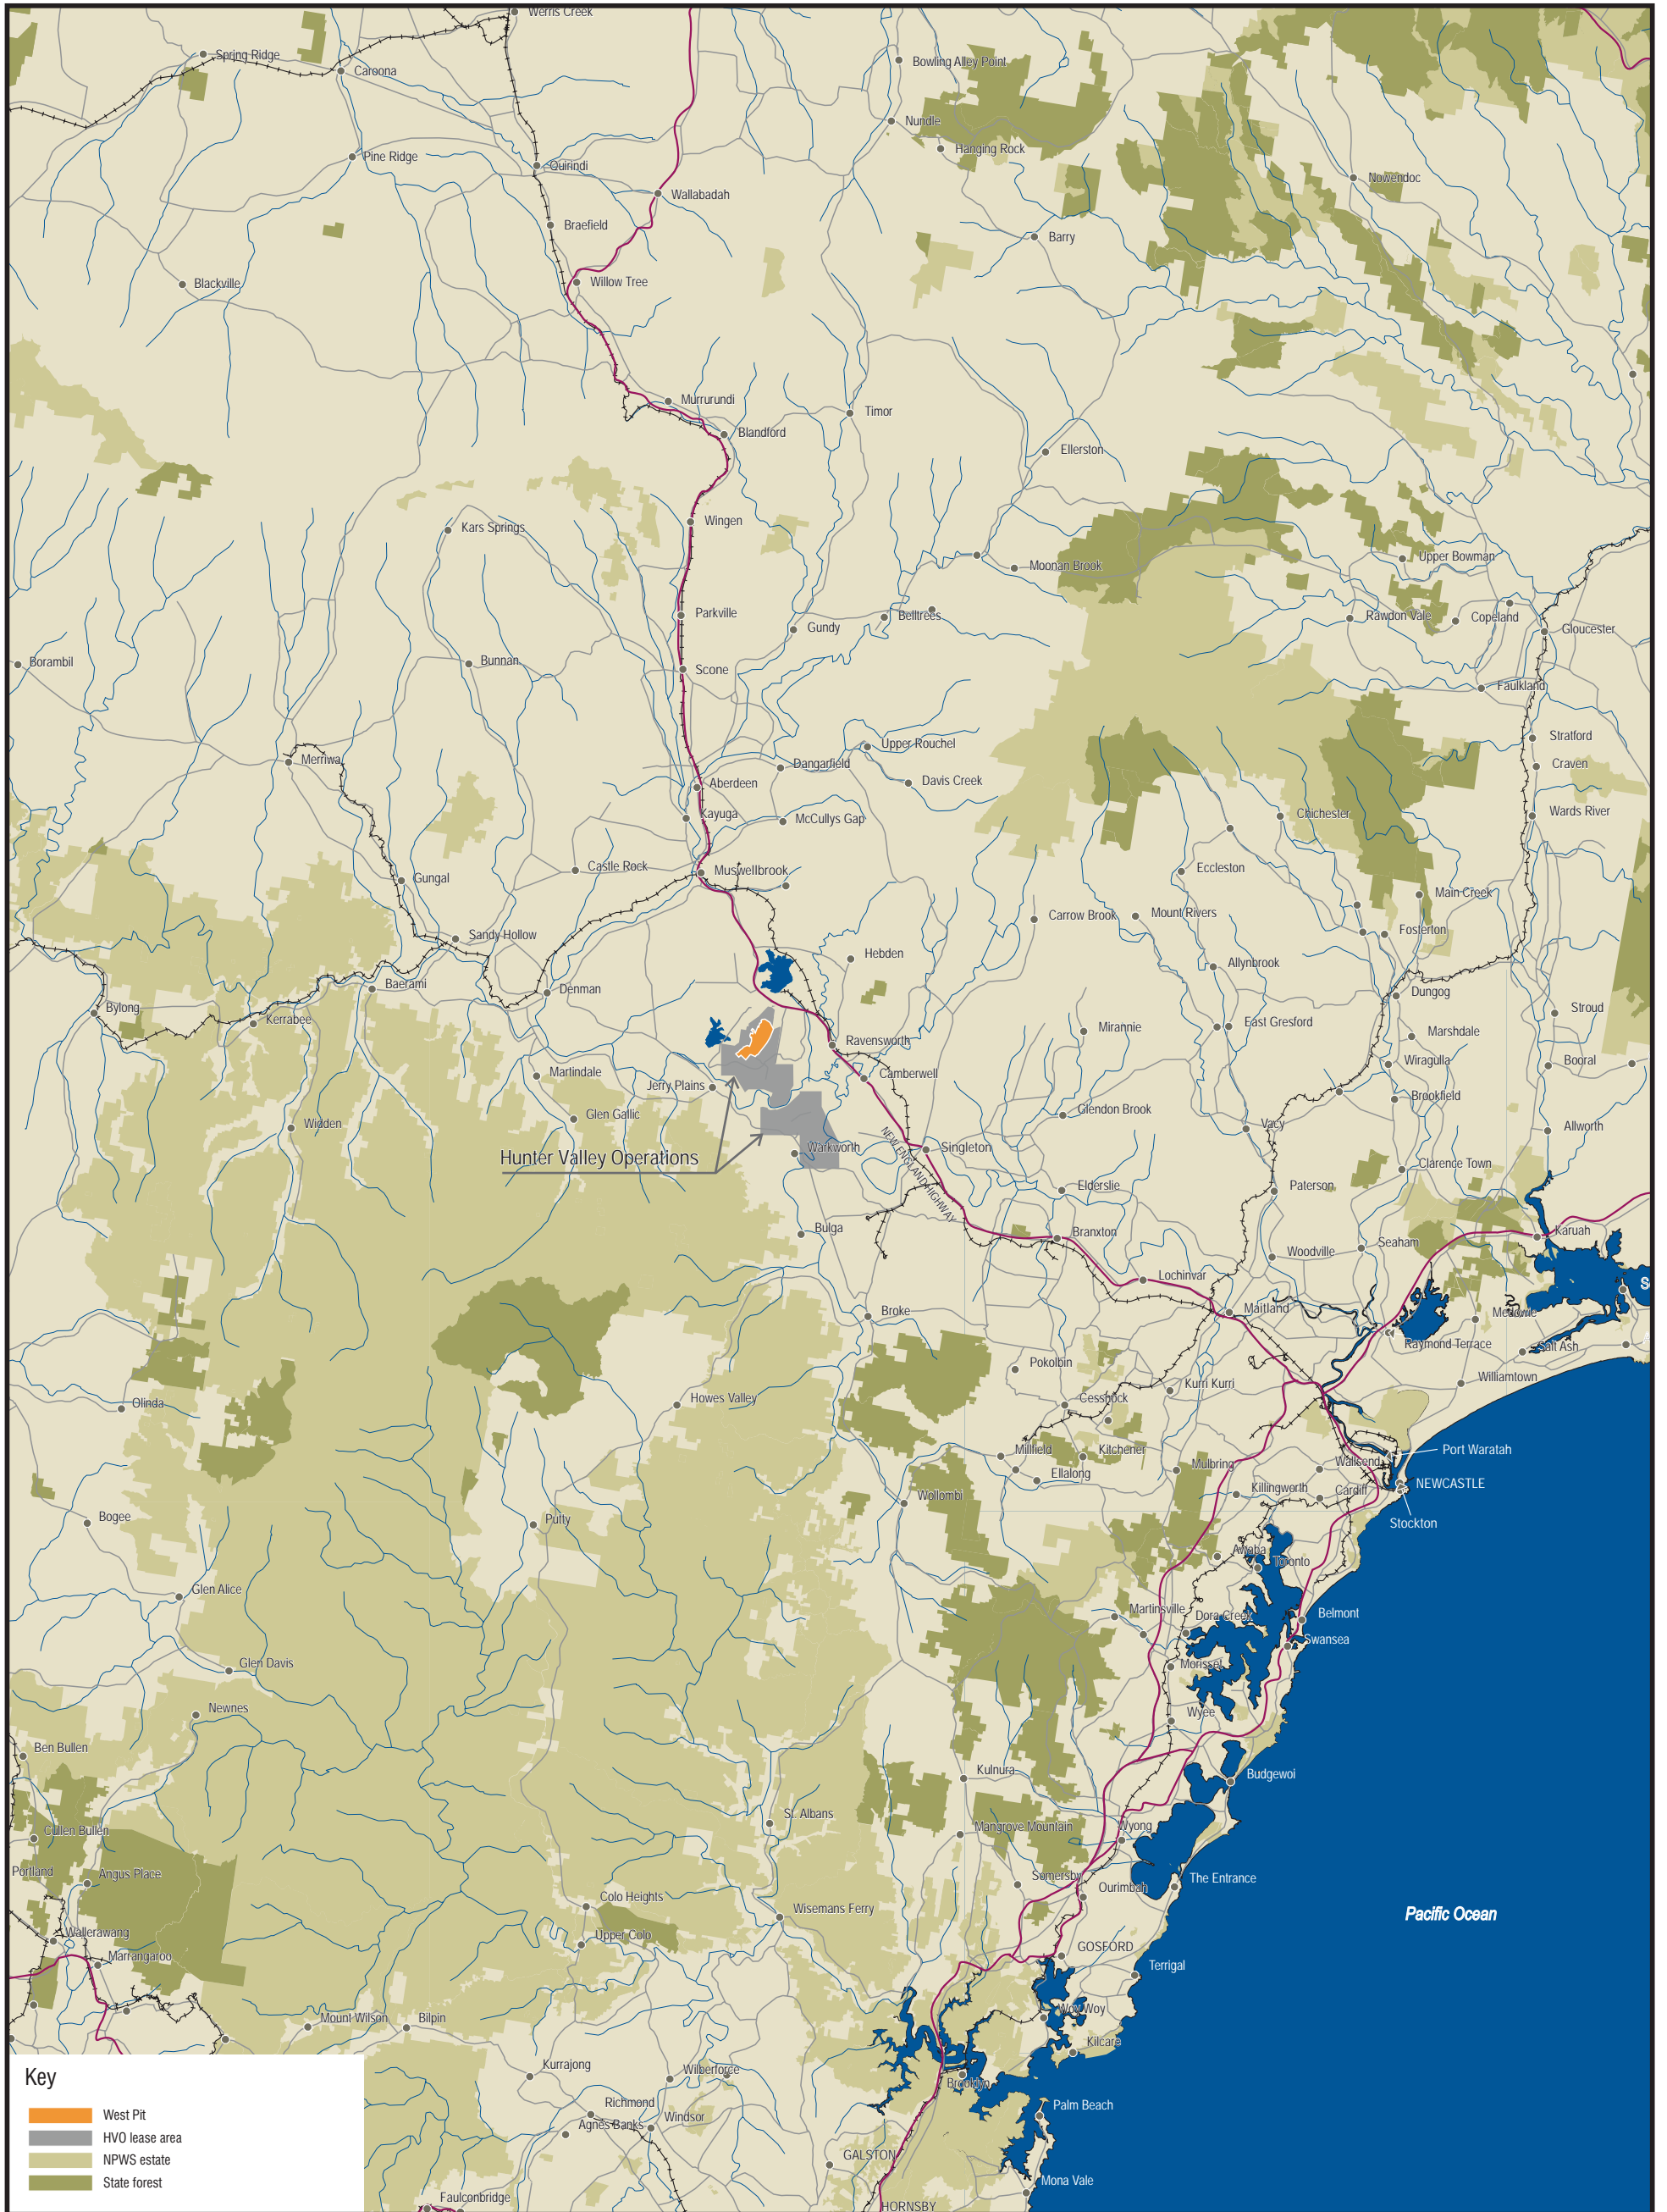 Werris Creek
Spring Ridge
Caroona
Bowling Alley Point
Nundle
Hanging Rock
Pine Ridge
Quirindi
Nowendoc
Wallabadah
Braefield
Barry
Blackville
Willow Tree
Murrurundi
Timor
Blandford
Ellerston
Wingen
Kars Springs
Upper Bowman
Moonan Brook
Parkville
Belltrees
Rawdon Vale
Copeland
Gundy
Gloucester
Borambil
Bunnan
Scone
Faulkland
Stratford
Upper Rouchel
Merriwa
Dangarfield
Craven
Aberdeen
Davis Creek
Kayuga
McCullys Gap
Chichester
Wards River
Castle Rock
Muswellbrook
Eccleston
Gungal
Main Creek
Carrow Brook
Mount Rivers
Sandy Hollow
Fosterton
Hebden
Allynbrook
Baerami
Denman
Dungog
Bylong
Kerrabee
Stroud
East Gresford
Mirannie
Marshdale
Ravensworth
Wiragulla
Booral
Martindale
Camberwell
Jerry Plains
Brookfield
Glen Gallic
Glendon Brook
Widden
Vacy
Allworth
NEW ENGLAND HIGHWAY
Hunter Valley Operations
Warkworth
Singleton
Clarence Town
Elderslie
Paterson
Bulga
Branxton
Karuah
Seaham
Woodville
Lochinvar
Maitland
Broke
Medowie
Raymond Terrace
Salt Ash
Pokolbin
Williamtown
Kurri Kurri
Howes Valley
Cessnock
Olinda
Millfield
Kitchener
Port Waratah
Mulbring
Wallsend
Ellalong
NEWCASTLE
Killingworth
Cardiff
Wollombi
Stockton
Bogee
Putty
Awaba
Toronto
Glen Alice
Martinsville
Dora Creek
Belmont
Swansea
Glen Davis
Morisset
Newnes
Wyee
Ben Bullen
Kulnura
Budgewoi
St. Albans
Mangrove Mountain
Wyong
Cullen Bullen
Portland
Angus Place
Somersby
The Entrance
Ourimbah
Colo Heights
Wisemans Ferry
Pacific Ocean
Wallerawang
Upper Colo
Marrangaroo
GOSFORD
Terrigal
Woy Woy
Mount Wilson
Bilpin
Kilcare
Kurrajong
Wilberforce
Brooklyn
Richmond
Palm Beach
Agnes Banks
Windsor
GALSTON
Mona Vale
Faulconbridge
HORNSBY
Key
West Pit
HVO lease area
NPWS estate
State forest